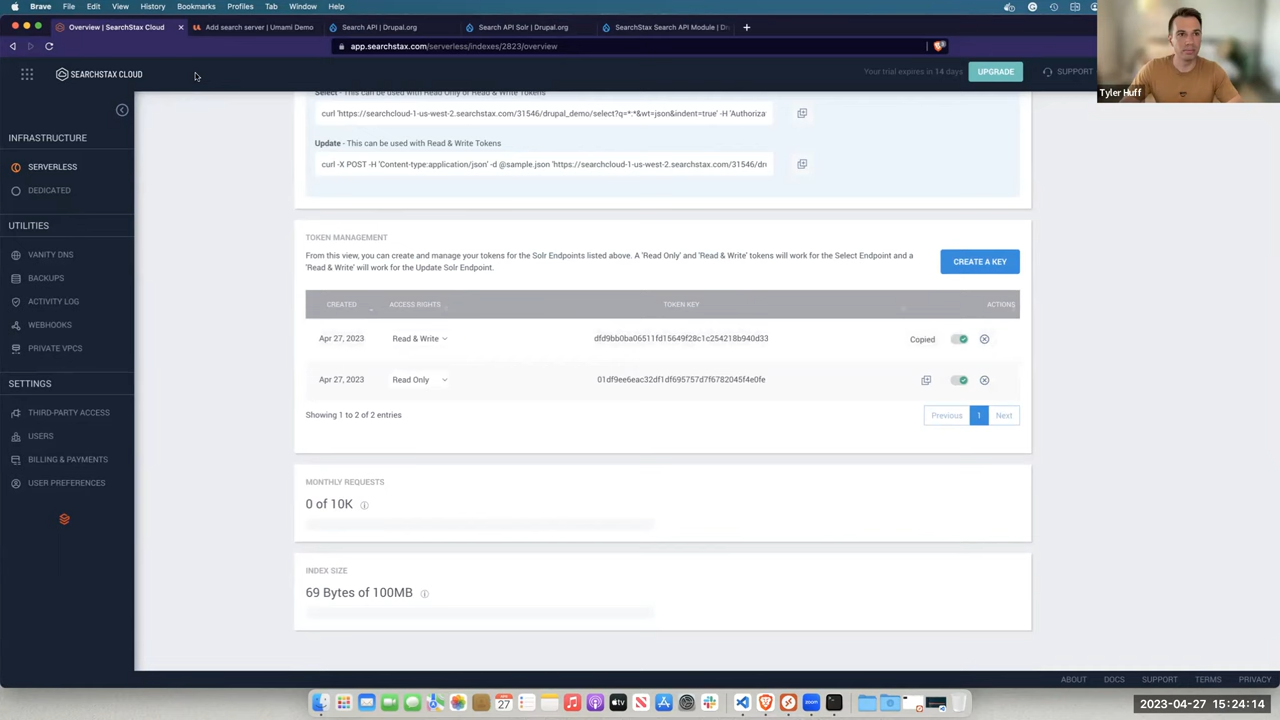 Brave File Edit View History Bookmarks Profiles Tab Window Help
Overview | SearchStax Cloud
Add search server | Umami Demo
Search API | Drupal.org
Search API Solr | Drupal.org
SearchStax Search API Module | Dr
app.searchstax.com/serverless/indexes/2823/overview
SEARCHSTAX CLOUD
Your trial expires in 14 days
UPGRADE
SUPPORT
Tyler Huff
INFRASTRUCTURE
SERVERLESS
DEDICATED
UTILITIES
VANITY DNS
BACKUPS
ACTIVITY LOG
WEBHOOKS
PRIVATE VPCS
SETTINGS
THIRD-PARTY ACCESS
USERS
BILLING & PAYMENTS
USER PREFERENCES
Select - This can be used with Read Only or Read & Write Tokens
curl 'https://searchcloud-1-us-west-2.searchstax.com/31546/drupal_demo/select?q=*:*&wt=json&indent=true' -H 'Authoriza
Update - This can be used with Read & Write Tokens
curl -X POST -H 'Content-type:application/json' -d @sample.json 'https://searchcloud-1-us-west-2.searchstax.com/31546/dr
TOKEN MANAGEMENT
From this view, you can create and manage your tokens for the Solr Endpoints listed above. A 'Read Only' and 'Read & Write' tokens will work for the Select Endpoint and a
'Read & Write' will work for the Update Solr Endpoint.
CREATE A KEY
CREATED ACCESS RIGHTS TOKEN KEY ACTIONS
Apr 27, 2023 Read & Write dfd9bb0ba06511fd15649f28c1c254218b940d33 Copied
Apr 27, 2023 Read Only 01df9ee6eac32df1df695757d7f6782045f4e0fe
Showing 1 to 2 of 2 entries
Previous 1 Next
MONTHLY REQUESTS
0 of 10K
INDEX SIZE
69 Bytes of 100MB
ABOUT DOCS SUPPORT TERMS PRIVACY
2023-04-27 15:24:14